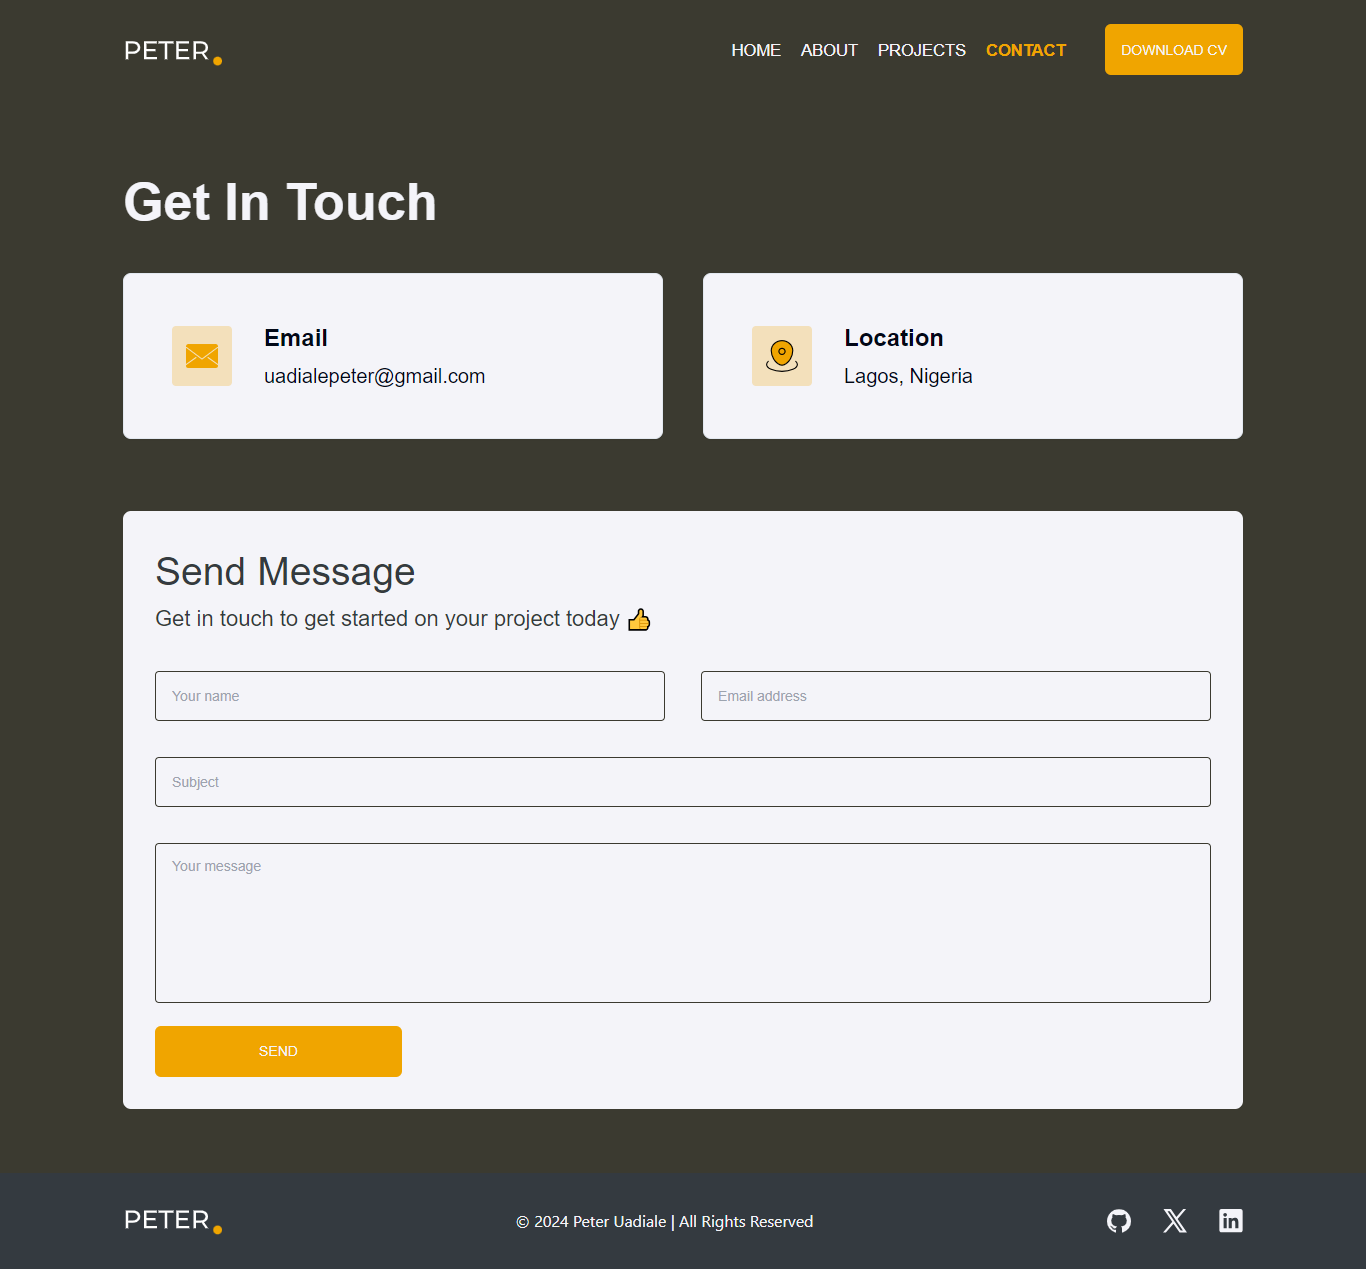 PETER.
HOME ABOUT PROJECTS CONTACT DOWNLOAD CV
Get In Touch
Email
uadialepeter@gmail.com
Location
Lagos, Nigeria
Send Message
Get in touch to get started on your project today 👍
Your name
Email address
Subject
Your message
SEND
PETER.
© 2024 Peter Uadiale | All Rights Reserved